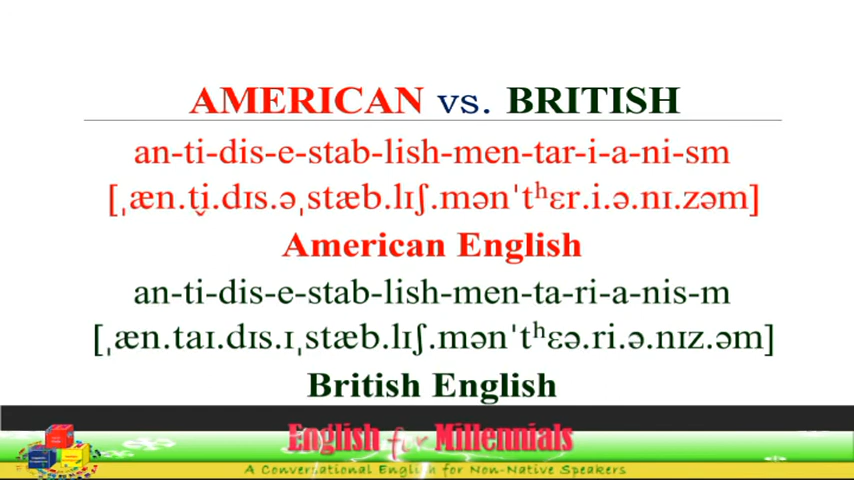 AMERICAN vs. BRITISH
an-ti-dis-e-stab-lish-men-tar-i-a-ni-sm
[ˌæn.t̬i.dɪs.əˌstæb.lɪʃ.mənˈtʰɛr.i.ə.nɪ.zəm]
American English
an-ti-dis-e-stab-lish-men-ta-ri-a-nis-m
[ˌæn.taɪ.dɪs.ɪˌstæb.lɪʃ.mənˈtʰɛə.ri.ə.nɪz.əm]
British English
English for Millennials
A Conversational English for Non-Native Speakers